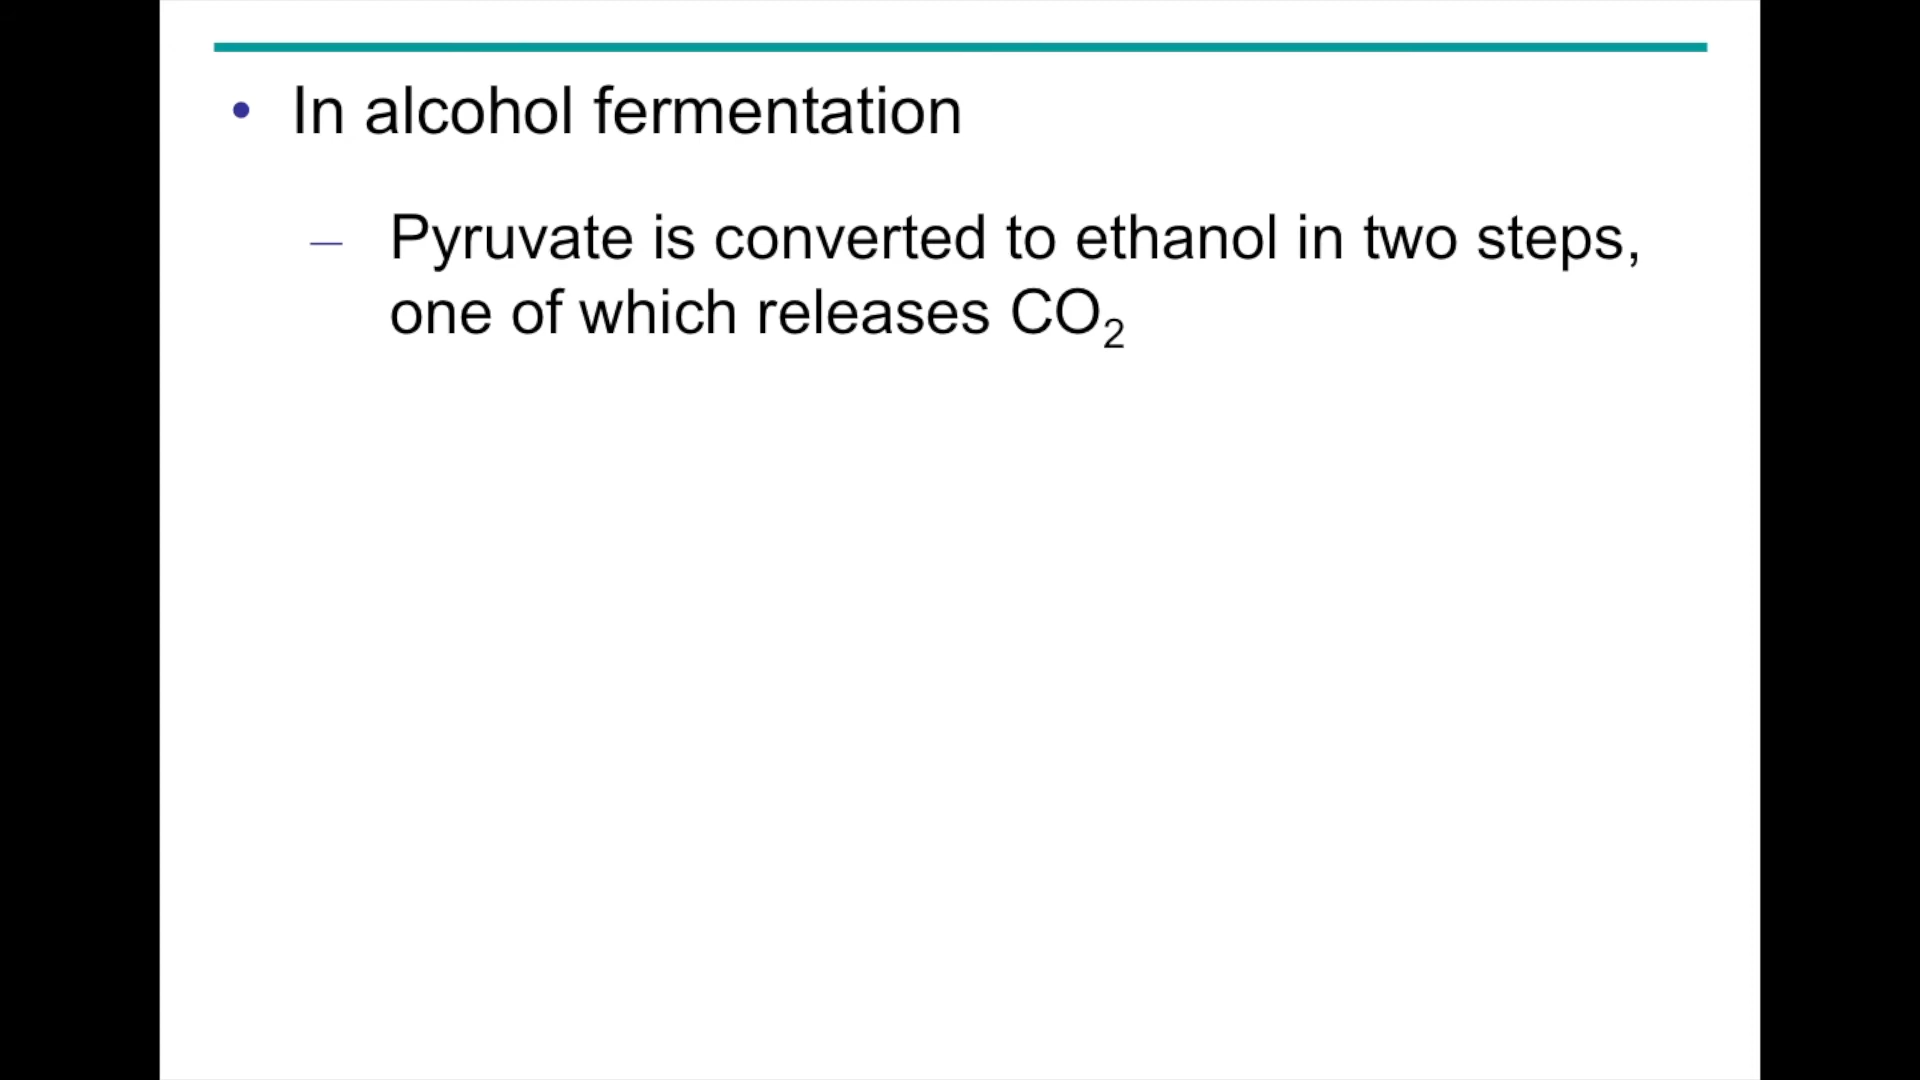 • In alcohol fermentation
– Pyruvate is converted to ethanol in two steps,
one of which releases CO₂